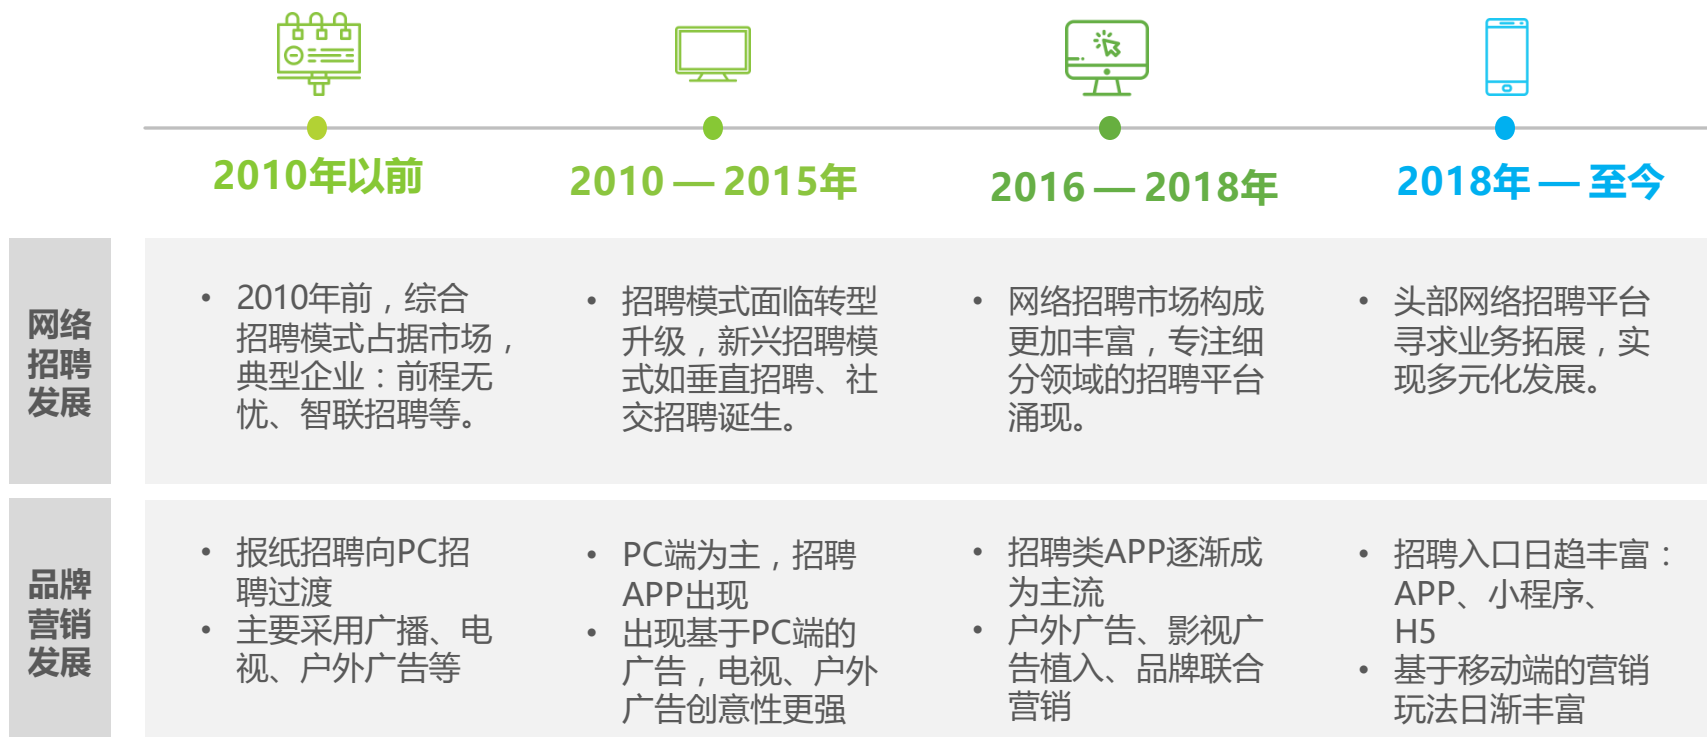 2010年以前
2010 — 2015年
2016 — 2018年
2018年 — 至今
网络
招聘
发展
• 2010年前，综合
招聘模式占据市场，
典型企业：前程无
忧、智联招聘等。
• 招聘模式面临转型
升级，新兴招聘模
式如垂直招聘、社
交招聘诞生。
• 网络招聘市场构成
更加丰富，专注细
分领域的招聘平台
涌现。
• 头部网络招聘平台
寻求业务拓展，实
现多元化发展。
品牌
营销
发展
• 报纸招聘向PC招
聘过渡
• 主要采用广播、电
视、户外广告等
• PC端为主，招聘
APP出现
• 出现基于PC端的
广告，电视、户外
广告创意性更强
• 招聘类APP逐渐成
为主流
• 户外广告、影视广
告植入、品牌联合
营销
• 招聘入口日趋丰富：
APP、小程序、
H5
• 基于移动端的营销
玩法日渐丰富